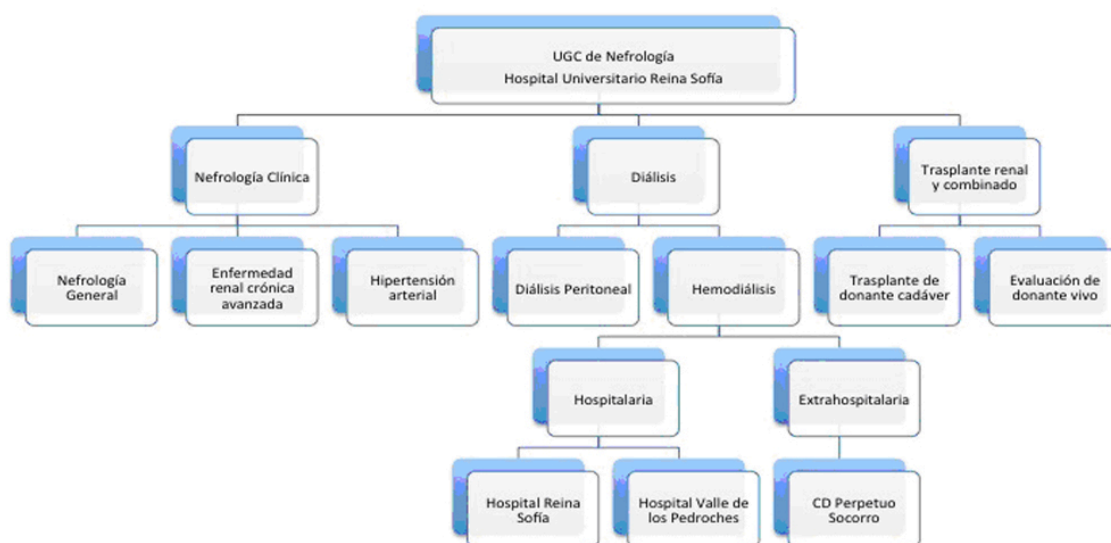 UGC de Nefrología
Hospital Universitario Reina Sofía
Nefrología Clínica
Diálisis
Trasplante renal
y combinado
Nefrología
General
Enfermedad
renal crónica
avanzada
Hipertensión
arterial
Diálisis Peritoneal
Hemodiálisis
Trasplante de
donante cadáver
Evaluación de
donante vivo
Hospitalaria
Extrahospitalaria
Hospital Reina
Sofía
Hospital Valle de
los Pedroches
CD Perpetuo
Socorro